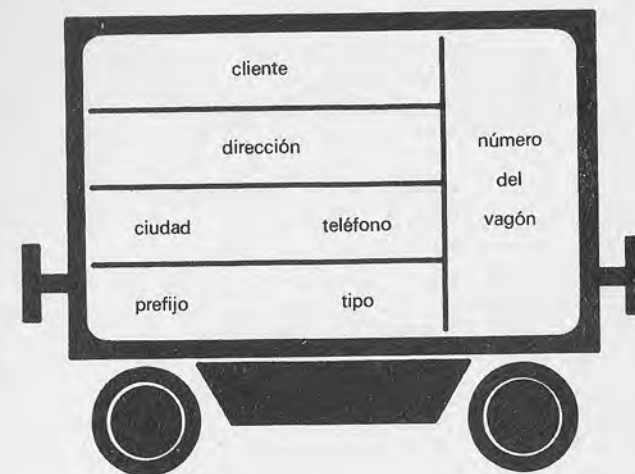 cliente
dirección
ciudad teléfono
prefijo tipo
número
del
vagón